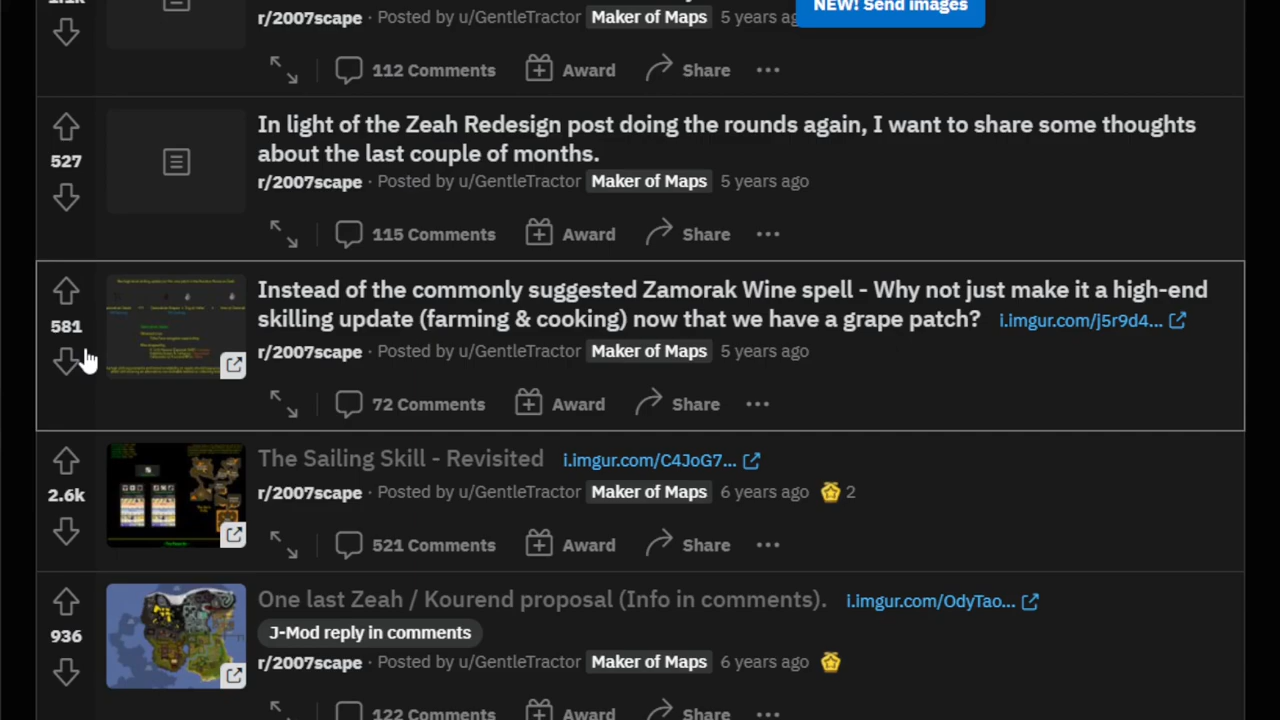 NEW! Send images
r/2007scape · Posted by u/GentleTractor Maker of Maps 5 years
112 Comments Award Share
In light of the Zeah Redesign post doing the rounds again, I want to share some thoughts
about the last couple of months.
527
r/2007scape · Posted by u/GentleTractor Maker of Maps 5 years ago
115 Comments Award Share
Instead of the commonly suggested Zamorak Wine spell - Why not just make it a high-end
skilling update (farming & cooking) now that we have a grape patch? i.imgur.com/j5r9d4...
581
r/2007scape · Posted by u/GentleTractor Maker of Maps 5 years ago
72 Comments Award Share
The Sailing Skill - Revisited i.imgur.com/C4JoG7...
2.6k
r/2007scape · Posted by u/GentleTractor Maker of Maps 6 years ago 2
521 Comments Award Share
One last Zeah / Kourend proposal (Info in comments). i.imgur.com/OdyTao...
936
J-Mod reply in comments
r/2007scape · Posted by u/GentleTractor Maker of Maps 6 years ago
122 Comments Award Share